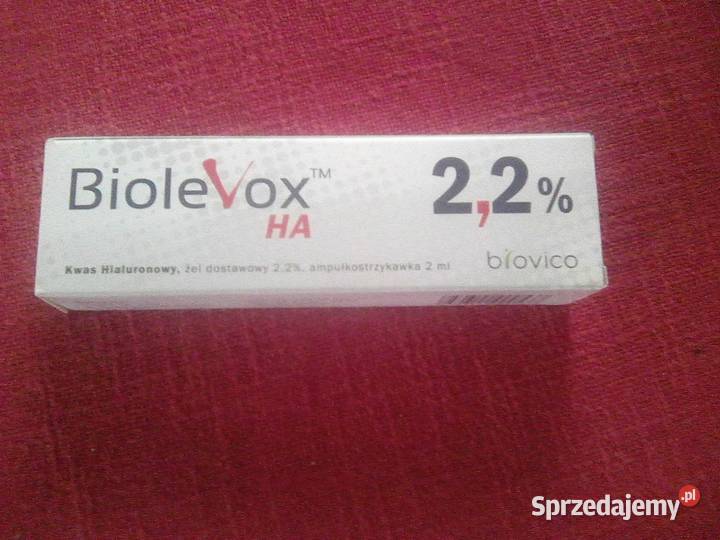 BioleVox™
HA
2,2%
Kwas Hialuronowy, żel dostawowy 2,2%, ampułkostrzykawka 2 ml
biovico
Sprzedajemy.pl